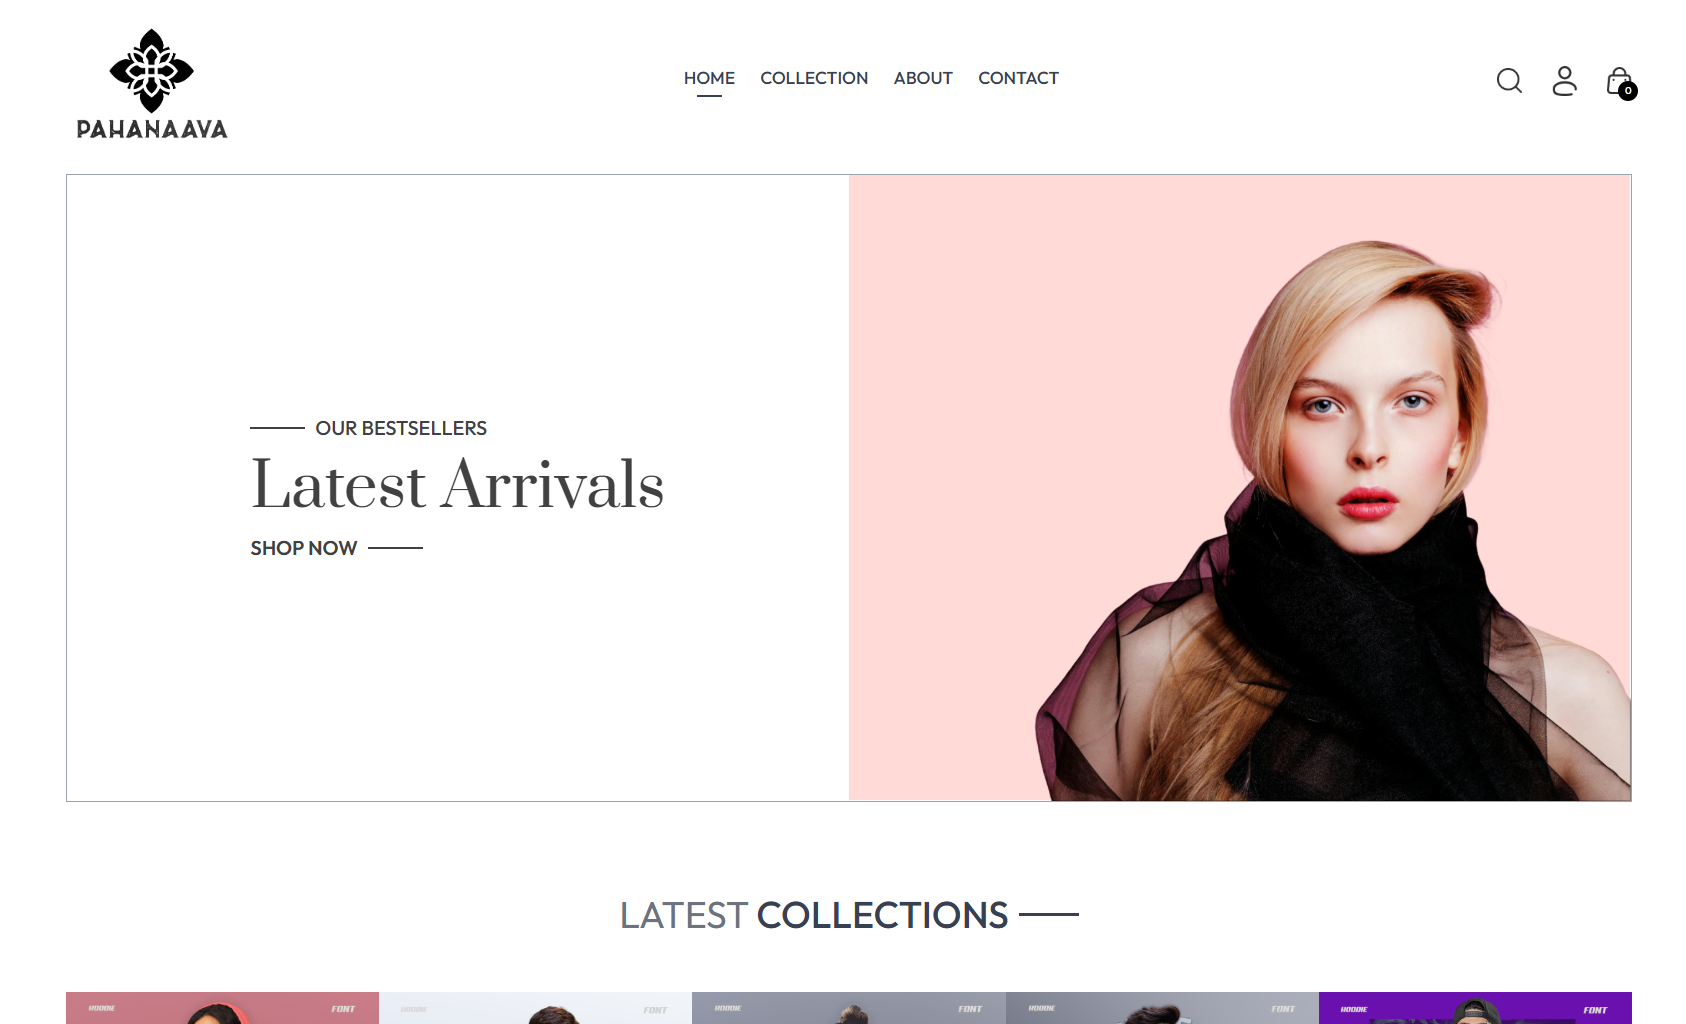 PAHANAAVA
HOME COLLECTION ABOUT CONTACT
0
OUR BESTSELLERS
Latest Arrivals
SHOP NOW
LATEST COLLECTIONS
HOODIE FONT HOODIE FONT HOODIE FONT HOODIE FONT HOODIE FONT